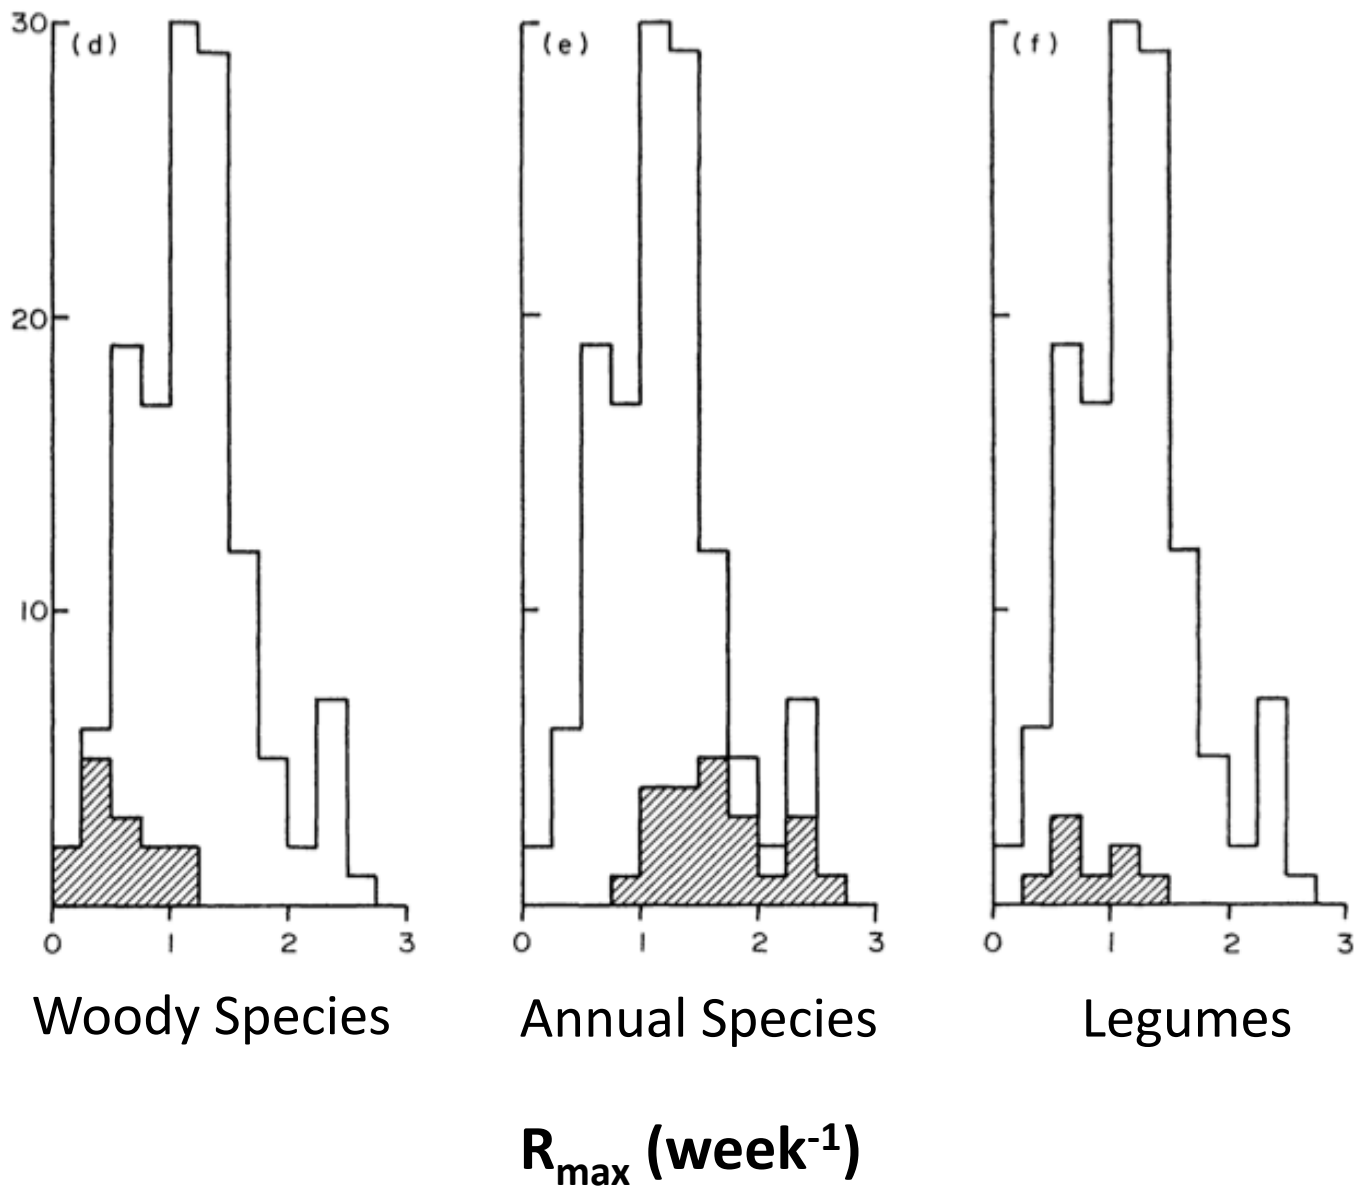 30 (d) (e) (f)
20
10
0 1 2 3 0 1 2 3 0 1 2 3
Woody Species Annual Species Legumes
Rmax (week-1)